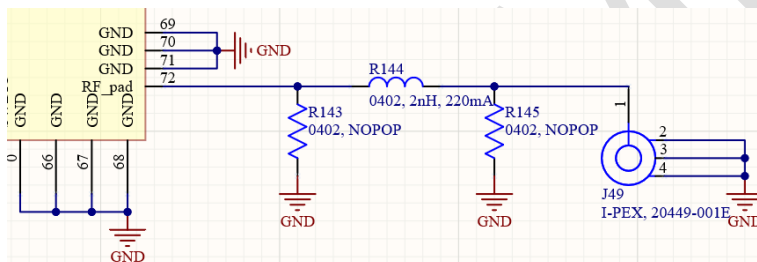 GND 69
GND 70
GND 71
GND
RF_pad 72
R144
0402, 2nH, 220mA
R143
0402, NOPOP
R145
0402, NOPOP
1
2
3
4
GND
GND
GND
GND
0
66
67
68
GND
GND
GND
J49
I-PEX, 20449-001E
GND
GND